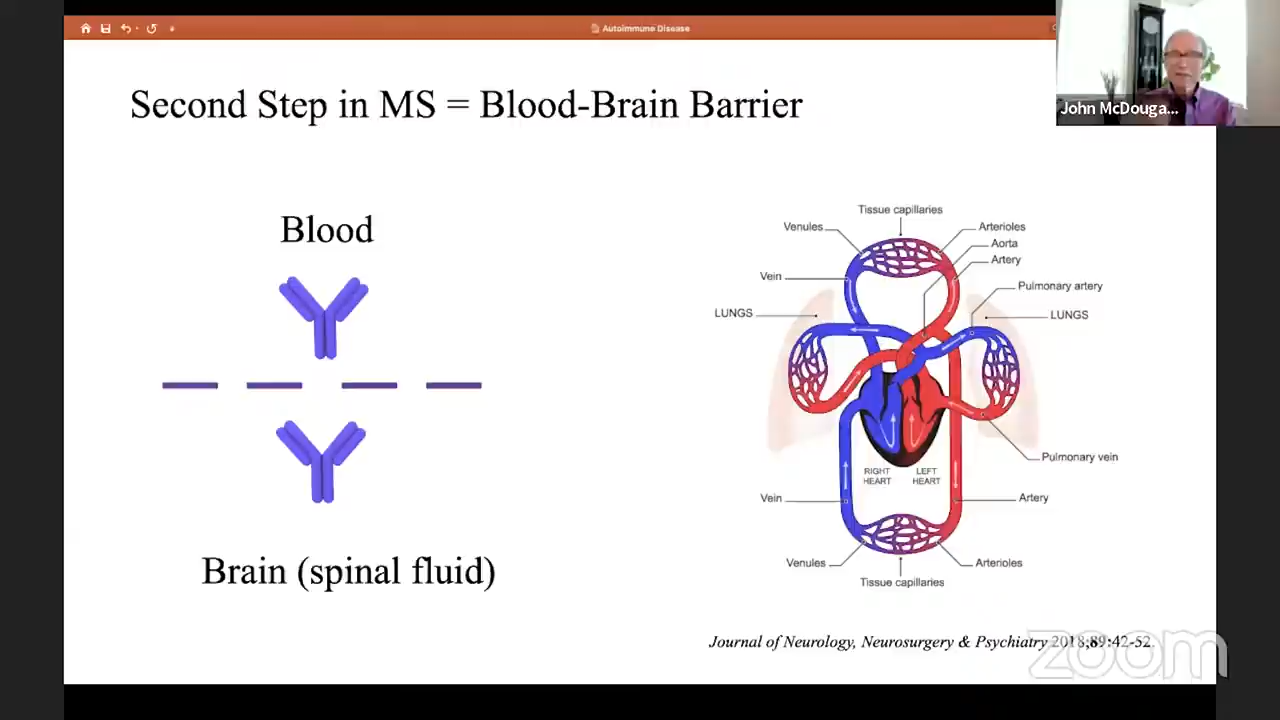 Autoimmune Disease
John McDouga...
Second Step in MS = Blood-Brain Barrier
Blood
Brain (spinal fluid)
Tissue capillaries
Venules
Arterioles
Aorta
Artery
Vein
Pulmonary artery
LUNGS
LUNGS
RIGHT
HEART
LEFT
HEART
Pulmonary vein
Vein
Artery
Venules
Arterioles
Tissue capillaries
Journal of Neurology, Neurosurgery & Psychiatry 2018;89:42-52.
zoom